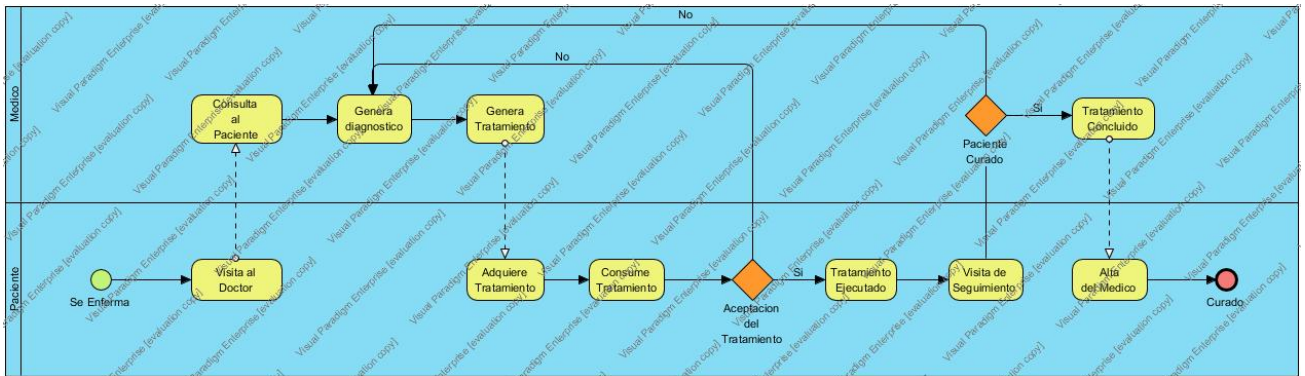 No
No
Medico
Consulta
al
Paciente
Genera
diagnostico
Genera
Tratamiento
Si
Paciente
Curado
Tratamiento
Concluido
Paciente
Se Enferma
Visita al
Doctor
Adquiere
Tratamiento
Consume
Tratamiento
Si
Aceptacion
del
Tratamiento
Tratamiento
Ejecutado
Visita de
Seguimiento
Alta
del Medico
Curado
Visual Paradigm Enterprise [evaluation copy]